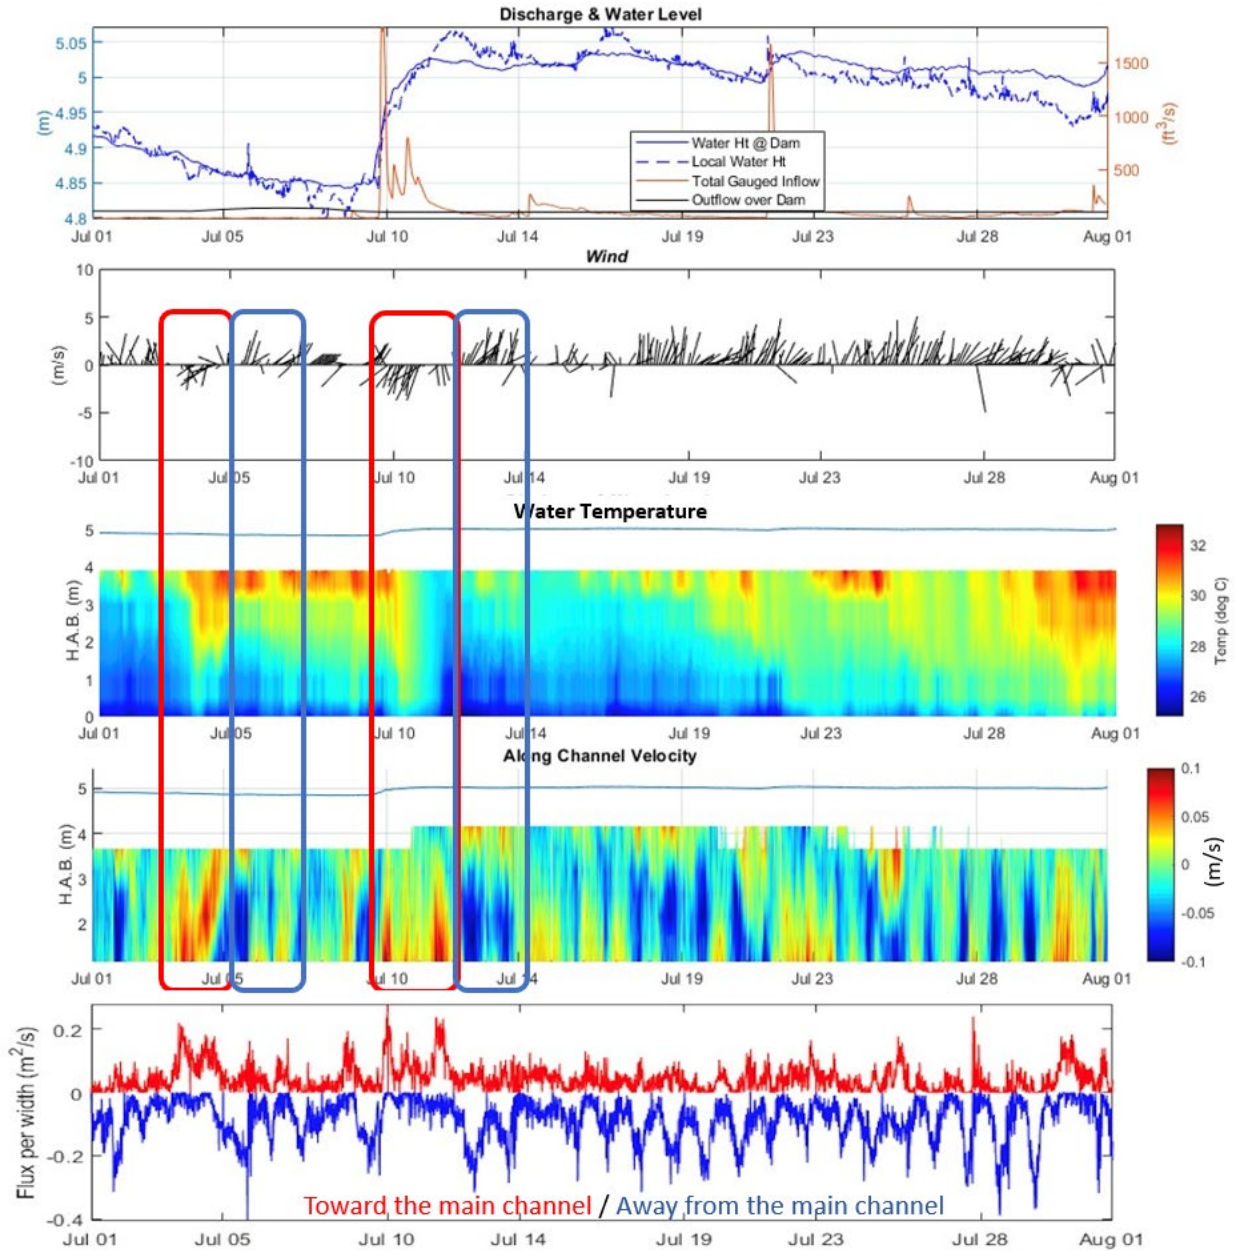 Discharge & Water Level
5.05
5
4.95
4.9
4.85
4.8
(m)
1500
1000
500
(ft³/s)
Water Ht @ Dam
Local Water Ht
Total Gauged Inflow
Outflow over Dam
Jul 01 Jul 05 Jul 10 Jul 14 Jul 19 Jul 23 Jul 28 Aug 01
Wind
10
5
0
-5
-10
(m/s)
Jul 01 Jul 05 Jul 10 Jul 14 Jul 19 Jul 23 Jul 28 Aug 01
Water Temperature
5
4
3
2
1
0
H.A.B. (m)
32
30
28
26
Temp (dog C)
Jul 01 Jul 05 Jul 10 Jul 14 Jul 19 Jul 23 Jul 28 Aug 01
Along Channel Velocity
5
4
3
2
H.A.B. (m)
0.1
0.05
0
-0.05
-0.1
(m/s)
Jul 01 Jul 05 Jul 10 Jul 14 Jul 19 Jul 23 Jul 28 Aug 01
0.2
0
-0.2
-0.4
Flux per width (m²/s)
Toward the main channel / Away from the main channel
Jul 01 Jul 05 Jul 10 Jul 14 Jul 19 Jul 23 Jul 28 Aug 01